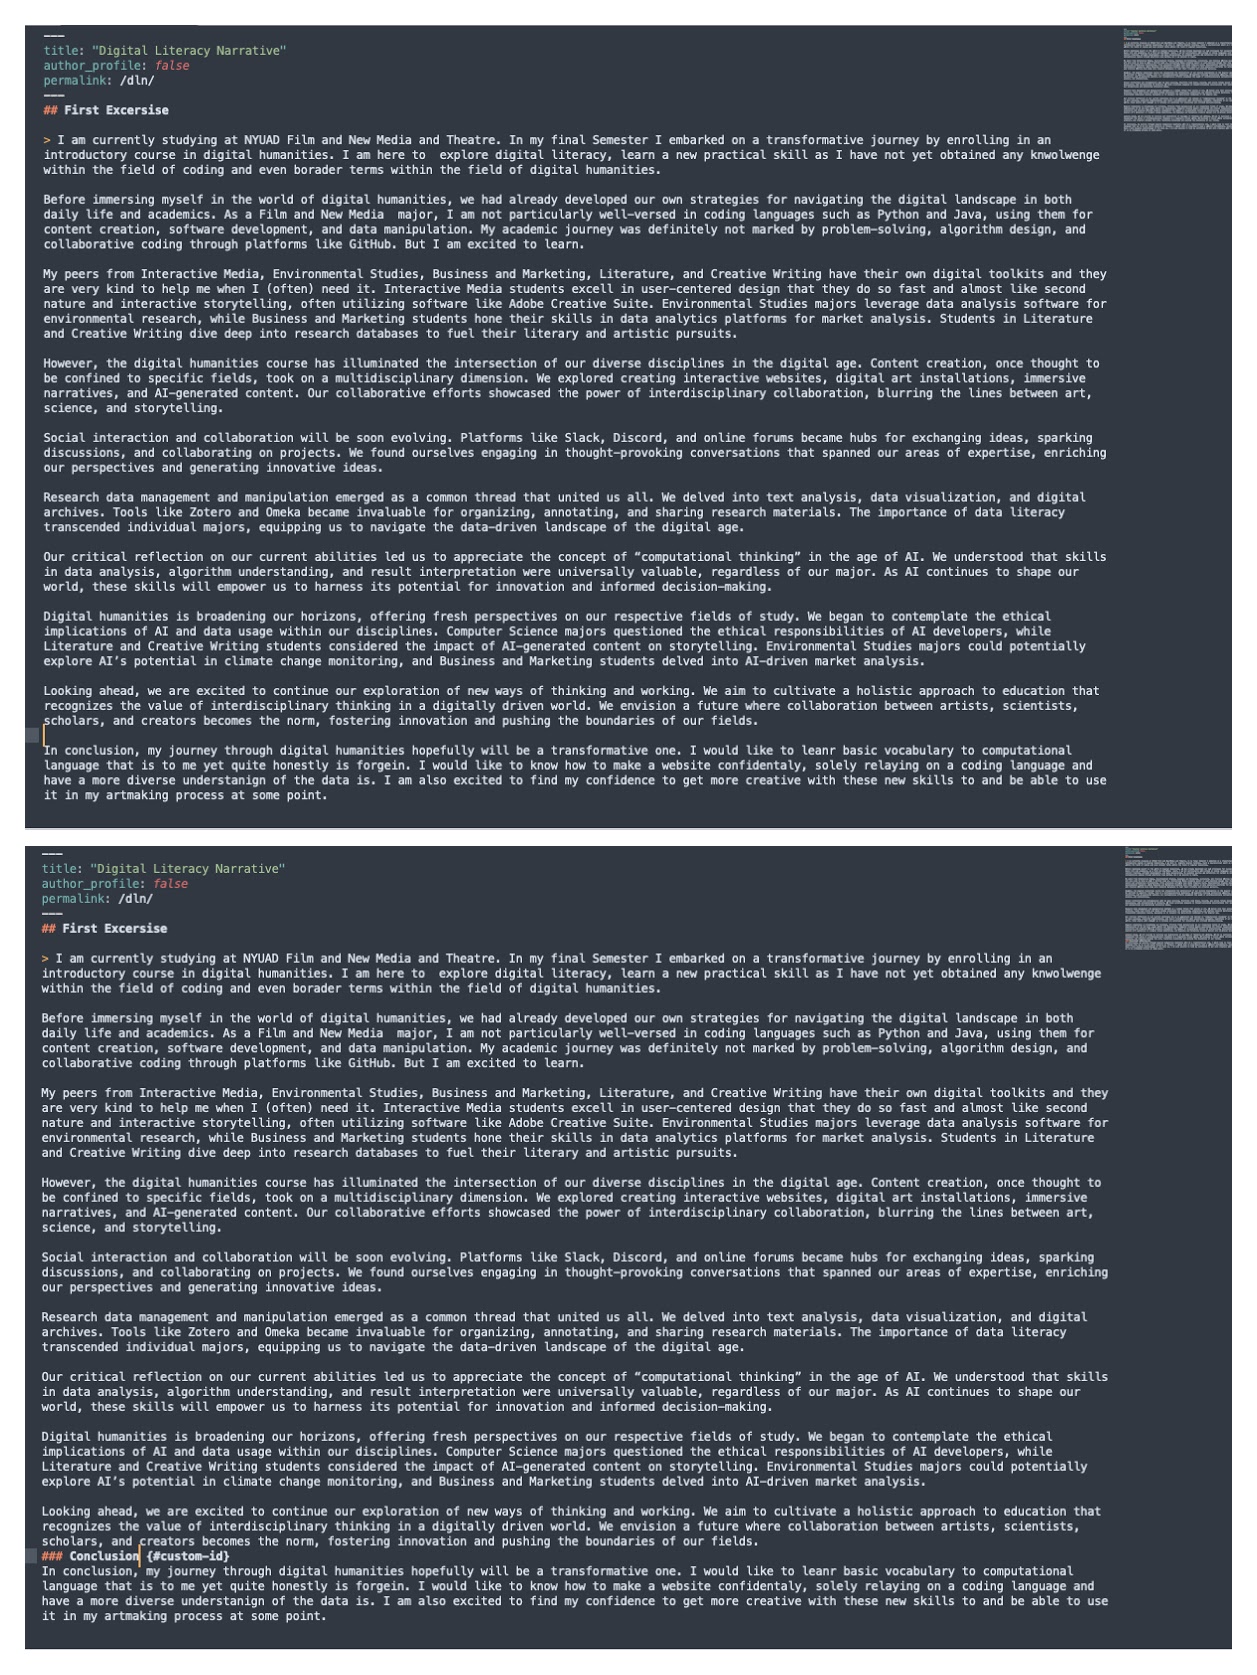 ---
title: "Digital Literacy Narrative"
author_profile: false
permalink: /dln/
---
## First Excersise
> I am currently studying at NYUAD Film and New Media and Theatre. In my final Semester I embarked on a transformative journey by enrolling in an
introductory course in digital humanities. I am here to  explore digital literacy, learn a new practical skill as I have not yet obtained any knwolwenge
within the field of coding and even borader terms within the field of digital humanities.
Before immersing myself in the world of digital humanities, we had already developed our own strategies for navigating the digital landscape in both
daily life and academics. As a Film and New Media  major, I am not particularly well-versed in coding languages such as Python and Java, using them for
content creation, software development, and data manipulation. My academic journey was definitely not marked by problem-solving, algorithm design, and
collaborative coding through platforms like GitHub. But I am excited to learn.
My peers from Interactive Media, Environmental Studies, Business and Marketing, Literature, and Creative Writing have their own digital toolkits and they
are very kind to help me when I (often) need it. Interactive Media students excell in user-centered design that they do so fast and almost like second
nature and interactive storytelling, often utilizing software like Adobe Creative Suite. Environmental Studies majors leverage data analysis software for
environmental research, while Business and Marketing students hone their skills in data analytics platforms for market analysis. Students in Literature
and Creative Writing dive deep into research databases to fuel their literary and artistic pursuits.
However, the digital humanities course has illuminated the intersection of our diverse disciplines in the digital age. Content creation, once thought to
be confined to specific fields, took on a multidisciplinary dimension. We explored creating interactive websites, digital art installations, immersive
narratives, and AI-generated content. Our collaborative efforts showcased the power of interdisciplinary collaboration, blurring the lines between art,
science, and storytelling.
Social interaction and collaboration will be soon evolving. Platforms like Slack, Discord, and online forums became hubs for exchanging ideas, sparking
discussions, and collaborating on projects. We found ourselves engaging in thought-provoking conversations that spanned our areas of expertise, enriching
our perspectives and generating innovative ideas.
Research data management and manipulation emerged as a common thread that united us all. We delved into text analysis, data visualization, and digital
archives. Tools like Zotero and Omeka became invaluable for organizing, annotating, and sharing research materials. The importance of data literacy
transcended individual majors, equipping us to navigate the data-driven landscape of the digital age.
Our critical reflection on our current abilities led us to appreciate the concept of “computational thinking” in the age of AI. We understood that skills
in data analysis, algorithm understanding, and result interpretation were universally valuable, regardless of our major. As AI continues to shape our
world, these skills will empower us to harness its potential for innovation and informed decision-making.
Digital humanities is broadening our horizons, offering fresh perspectives on our respective fields of study. We began to contemplate the ethical
implications of AI and data usage within our disciplines. Computer Science majors questioned the ethical responsibilities of AI developers, while
Literature and Creative Writing students considered the impact of AI-generated content on storytelling. Environmental Studies majors could potentially
explore AI’s potential in climate change monitoring, and Business and Marketing students delved into AI-driven market analysis.
Looking ahead, we are excited to continue our exploration of new ways of thinking and working. We aim to cultivate a holistic approach to education that
recognizes the value of interdisciplinary thinking in a digitally driven world. We envision a future where collaboration between artists, scientists,
scholars, and creators becomes the norm, fostering innovation and pushing the boundaries of our fields.
In conclusion, my journey through digital humanities hopefully will be a transformative one. I would like to leanr basic vocabulary to computational
language that is to me yet quite honestly is forgein. I would like to know how to make a website confidentaly, solely relaying on a coding language and
have a more diverse understanign of the data is. I am also excited to find my confidence to get more creative with these new skills to and be able to use
it in my artmaking process at some point.
---
title: "Digital Literacy Narrative"
author_profile: false
permalink: /dln/
---
## First Excersise
> I am currently studying at NYUAD Film and New Media and Theatre. In my final Semester I embarked on a transformative journey by enrolling in an
introductory course in digital humanities. I am here to  explore digital literacy, learn a new practical skill as I have not yet obtained any knwolwenge
within the field of coding and even borader terms within the field of digital humanities.
Before immersing myself in the world of digital humanities, we had already developed our own strategies for navigating the digital landscape in both
daily life and academics. As a Film and New Media  major, I am not particularly well-versed in coding languages such as Python and Java, using them for
content creation, software development, and data manipulation. My academic journey was definitely not marked by problem-solving, algorithm design, and
collaborative coding through platforms like GitHub. But I am excited to learn.
My peers from Interactive Media, Environmental Studies, Business and Marketing, Literature, and Creative Writing have their own digital toolkits and they
are very kind to help me when I (often) need it. Interactive Media students excell in user-centered design that they do so fast and almost like second
nature and interactive storytelling, often utilizing software like Adobe Creative Suite. Environmental Studies majors leverage data analysis software for
environmental research, while Business and Marketing students hone their skills in data analytics platforms for market analysis. Students in Literature
and Creative Writing dive deep into research databases to fuel their literary and artistic pursuits.
However, the digital humanities course has illuminated the intersection of our diverse disciplines in the digital age. Content creation, once thought to
be confined to specific fields, took on a multidisciplinary dimension. We explored creating interactive websites, digital art installations, immersive
narratives, and AI-generated content. Our collaborative efforts showcased the power of interdisciplinary collaboration, blurring the lines between art,
science, and storytelling.
Social interaction and collaboration will be soon evolving. Platforms like Slack, Discord, and online forums became hubs for exchanging ideas, sparking
discussions, and collaborating on projects. We found ourselves engaging in thought-provoking conversations that spanned our areas of expertise, enriching
our perspectives and generating innovative ideas.
Research data management and manipulation emerged as a common thread that united us all. We delved into text analysis, data visualization, and digital
archives. Tools like Zotero and Omeka became invaluable for organizing, annotating, and sharing research materials. The importance of data literacy
transcended individual majors, equipping us to navigate the data-driven landscape of the digital age.
Our critical reflection on our current abilities led us to appreciate the concept of “computational thinking” in the age of AI. We understood that skills
in data analysis, algorithm understanding, and result interpretation were universally valuable, regardless of our major. As AI continues to shape our
world, these skills will empower us to harness its potential for innovation and informed decision-making.
Digital humanities is broadening our horizons, offering fresh perspectives on our respective fields of study. We began to contemplate the ethical
implications of AI and data usage within our disciplines. Computer Science majors questioned the ethical responsibilities of AI developers, while
Literature and Creative Writing students considered the impact of AI-generated content on storytelling. Environmental Studies majors could potentially
explore AI’s potential in climate change monitoring, and Business and Marketing students delved into AI-driven market analysis.
Looking ahead, we are excited to continue our exploration of new ways of thinking and working. We aim to cultivate a holistic approach to education that
recognizes the value of interdisciplinary thinking in a digitally driven world. We envision a future where collaboration between artists, scientists,
scholars, and creators becomes the norm, fostering innovation and pushing the boundaries of our fields.
### Conclusion {#custom-id}
In conclusion, my journey through digital humanities hopefully will be a transformative one. I would like to leanr basic vocabulary to computational
language that is to me yet quite honestly is forgein. I would like to know how to make a website confidentaly, solely relaying on a coding language and
have a more diverse understanign of the data is. I am also excited to find my confidence to get more creative with these new skills to and be able to use
it in my artmaking process at some point.